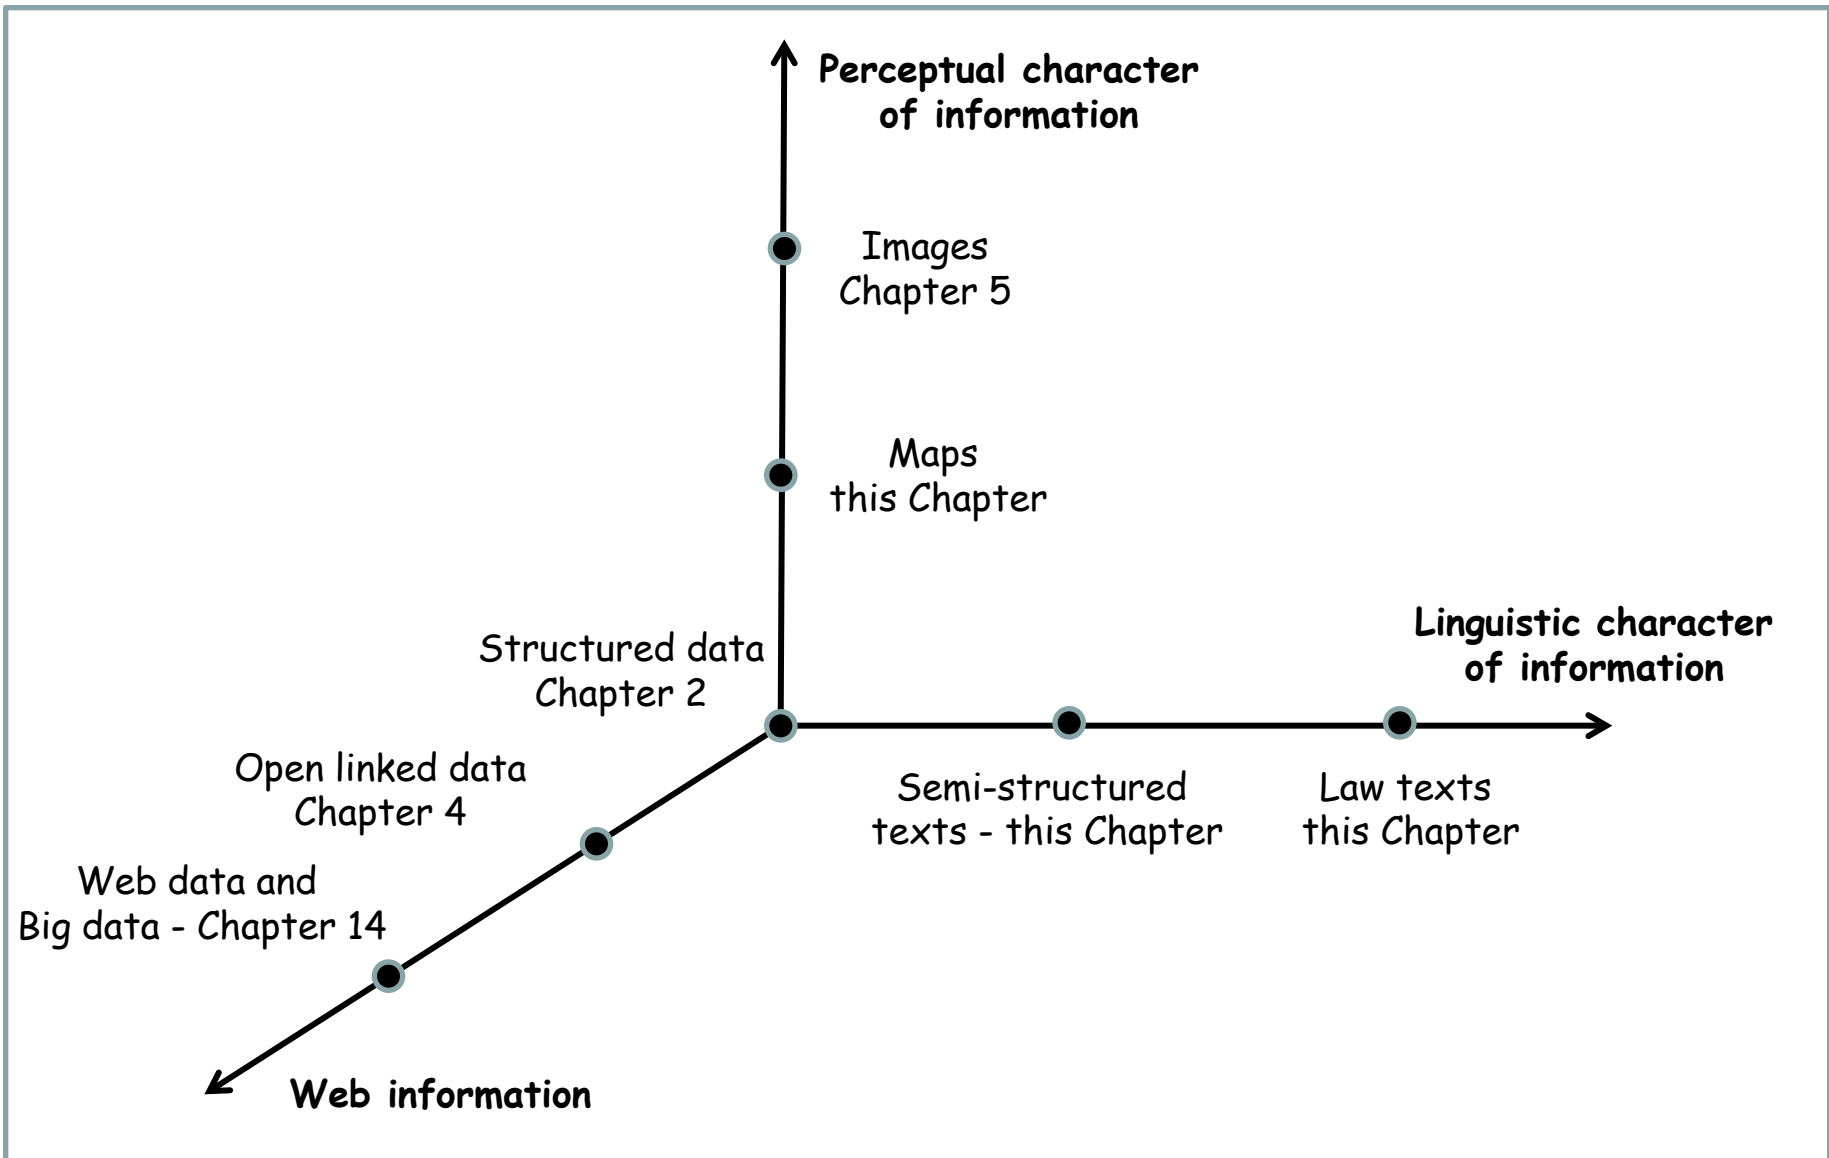 Perceptual character
of information
Images
Chapter 5
Maps
this Chapter
Linguistic character
of information
Structured data
Chapter 2
Open linked data
Chapter 4
Semi-structured
texts - this Chapter
Law texts
this Chapter
Web data and
Big data - Chapter 14
Web information